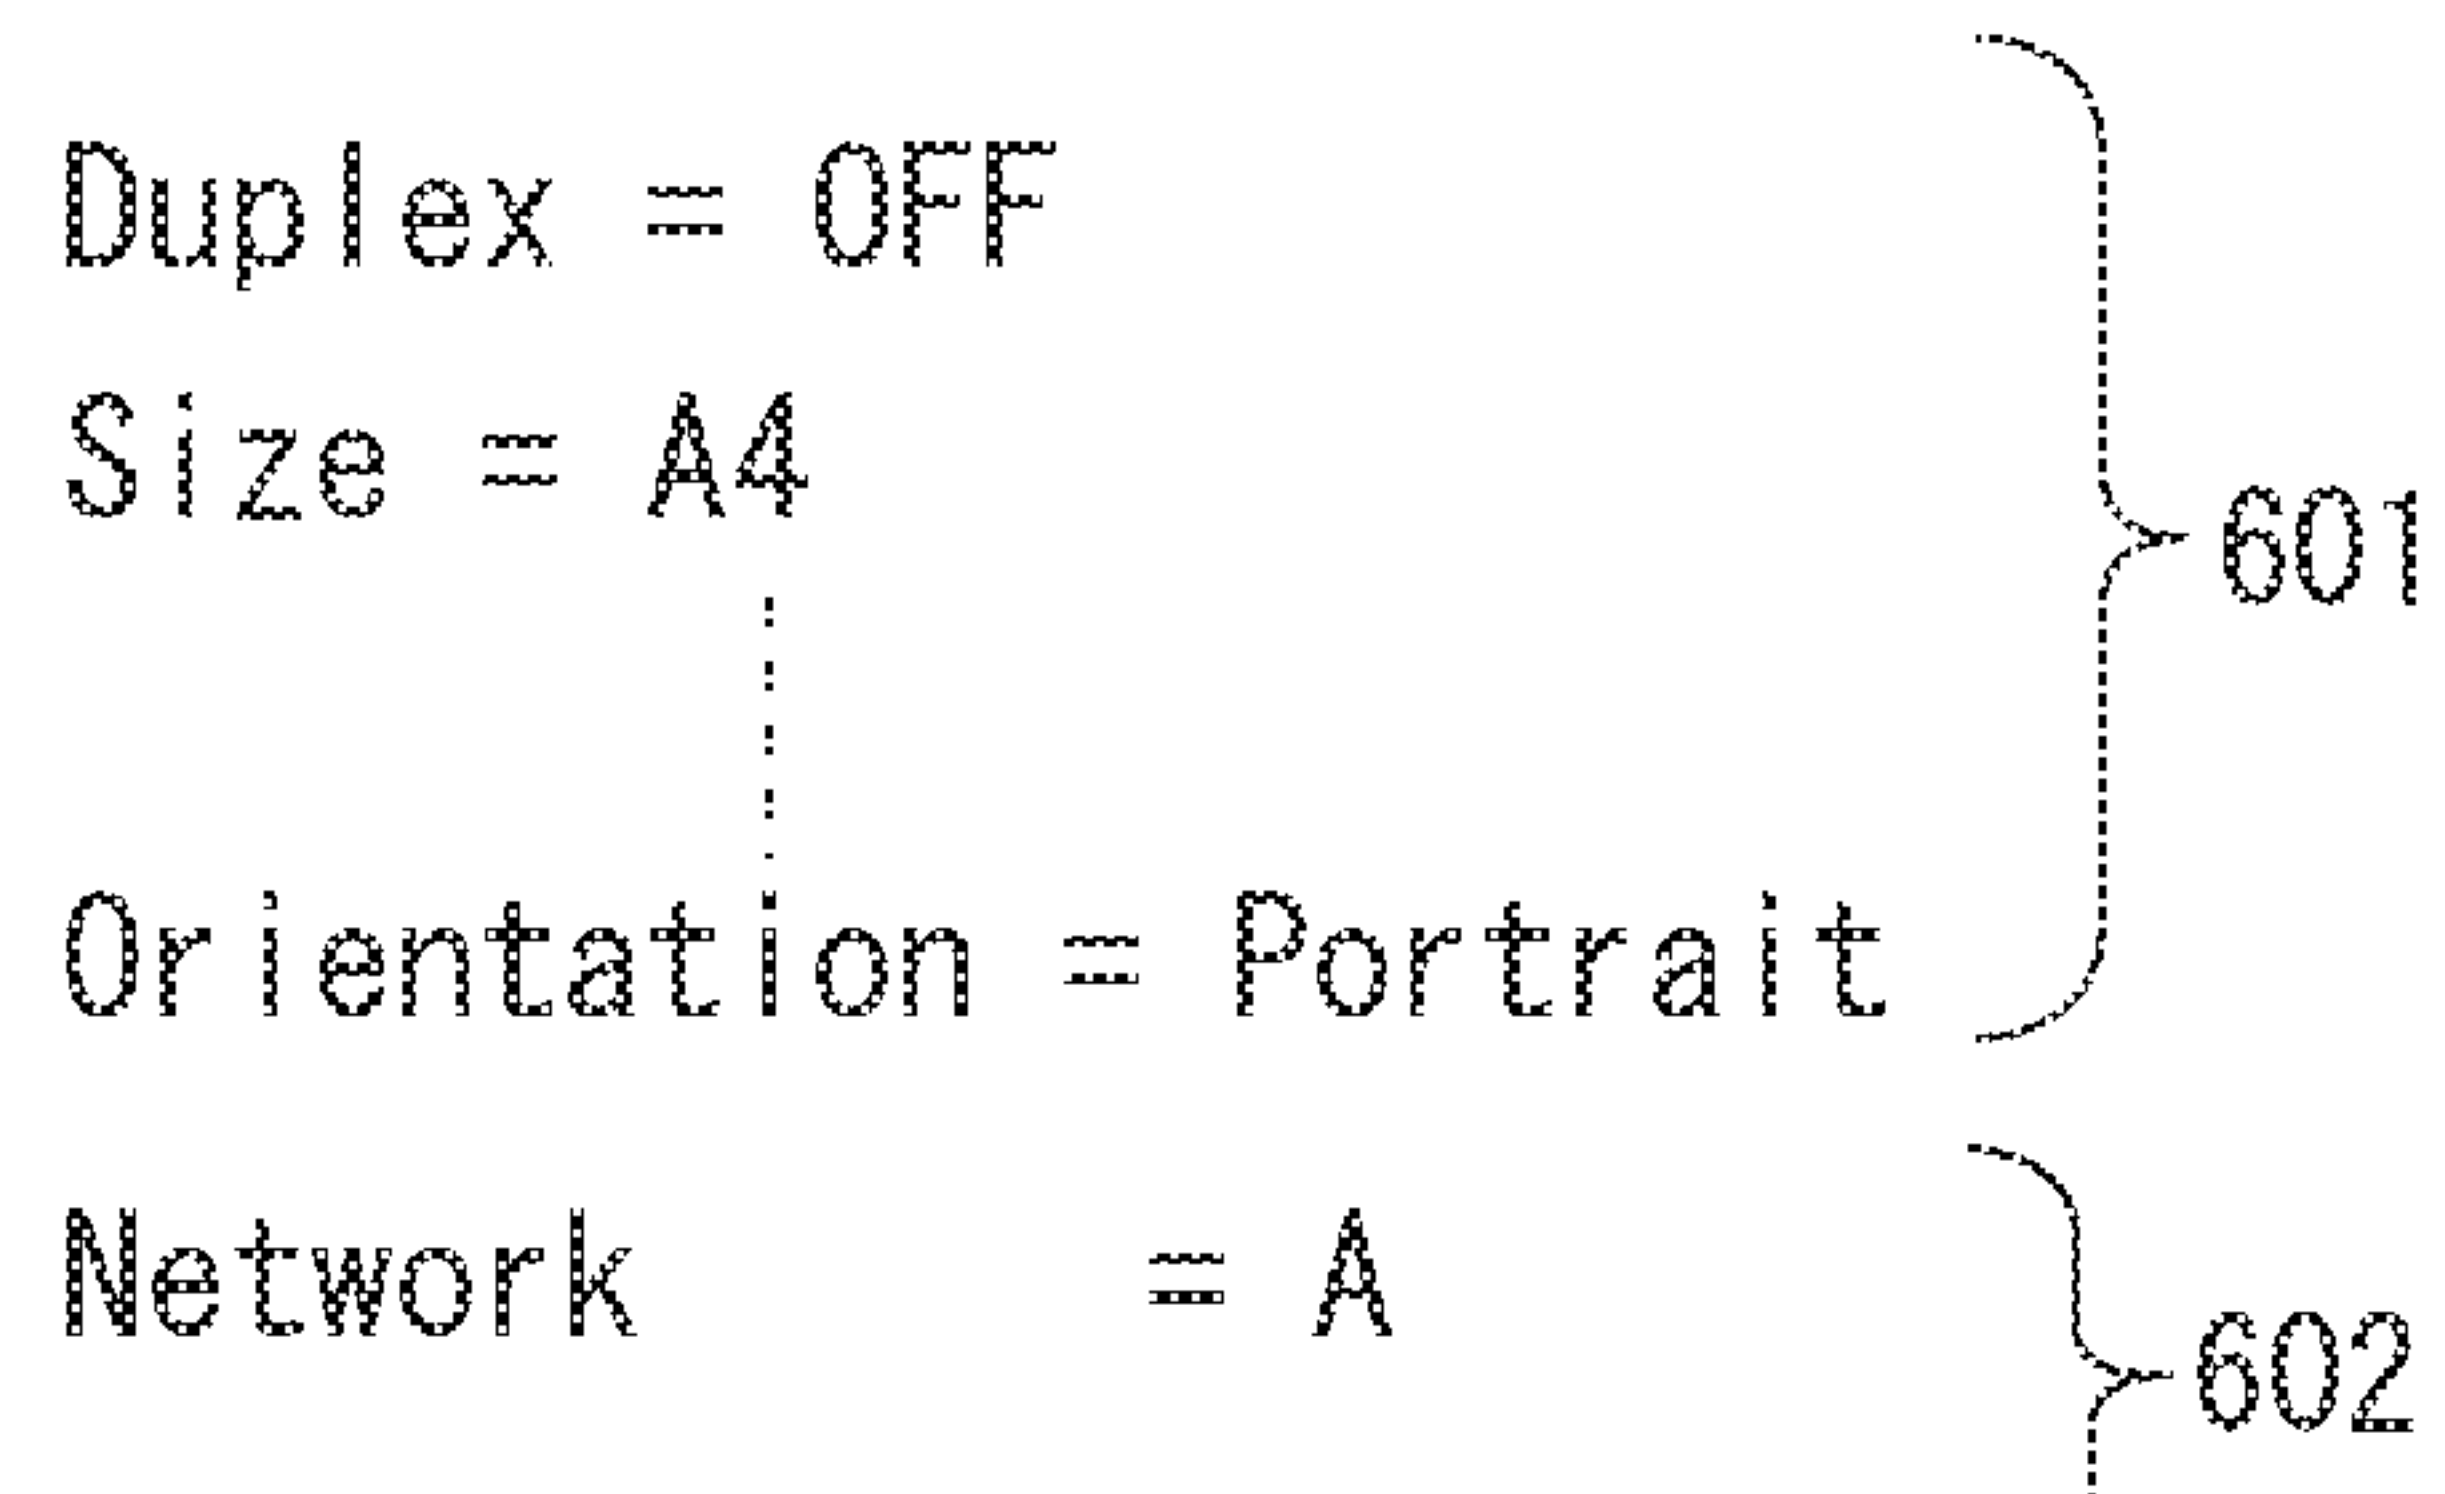 Duplex = OFF
Size = A4
601
Orientation = Portrait
Network = A
602